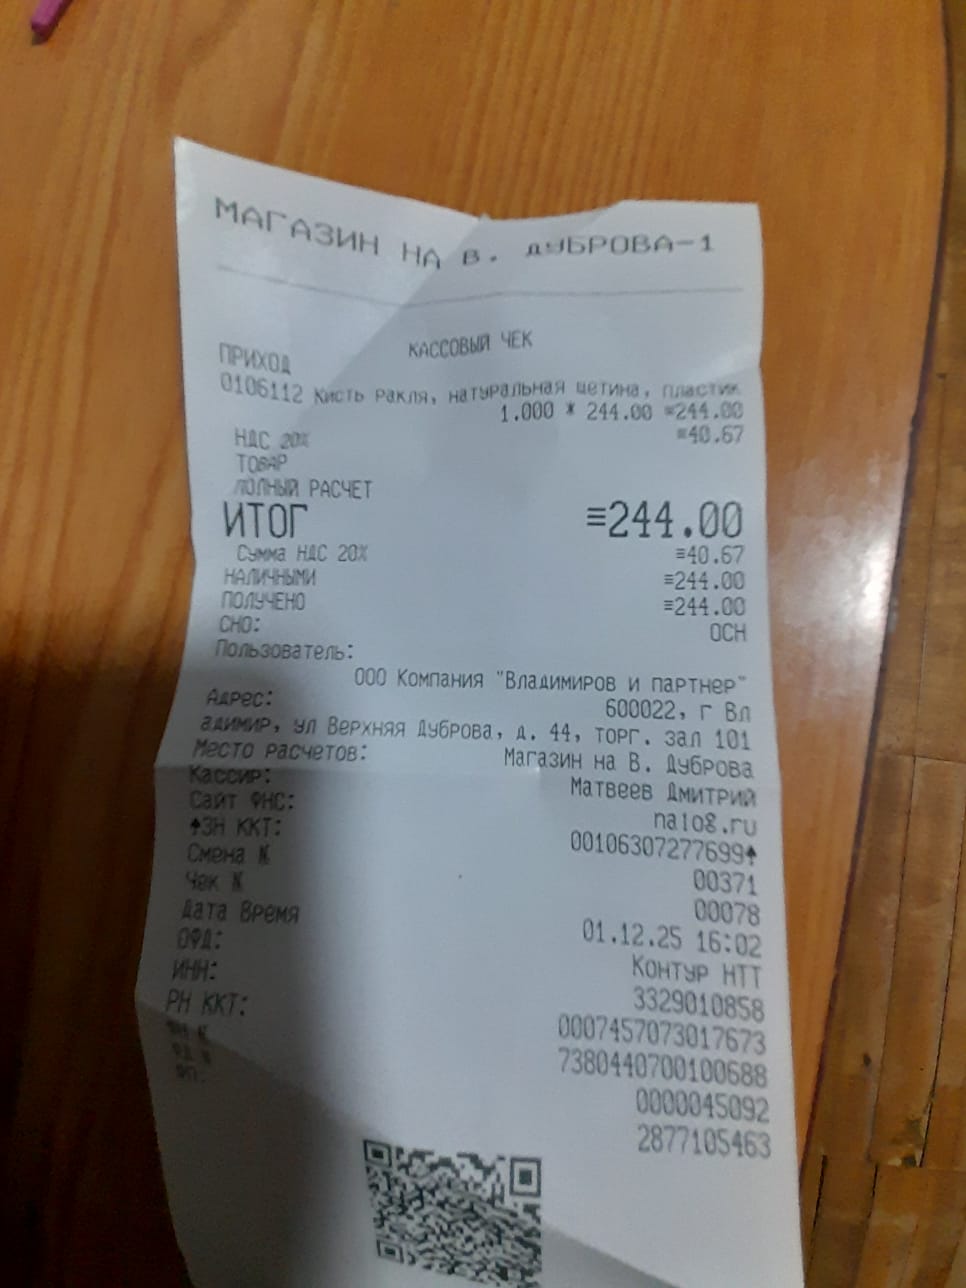 МАГАЗИН НА В. ДУБРОВА-1
КАССОВЫЙ ЧЕК
ПРИХОД
0106112 Кисть ракля, натуральная щетина, пластик
1.000 * 244.00 =244.00
НДС 20% =40.67
ТОВАР
ПОЛНЫЙ РАСЧЕТ
ИТОГ ≡244.00
Сумма НДС 20% ≡40.67
НАЛИЧНЫМИ ≡244.00
ПОЛУЧЕНО ≡244.00
СНО: ОСН
Пользователь:
ООО Компания "Владимиров и партнер"
Адрес: 600022, г Вл
адимир, ул Верхняя Дуброва, д. 44, торг. зал 101
Место расчетов: Магазин на В. Дуброва
Кассир: Матвеев Дмитрий
Сайт ФНС: nalog.ru
♠ЗН ККТ: 00106307277699♠
Смена № 00371
Чек № 00078
Дата Время 01.12.25 16:02
ОФД: Контур НТТ
ИНН: 3329010858
РН ККТ: 0007457073017673
ФН № 7380440700100688
ФД № 0000045092
ФП: 2877105463